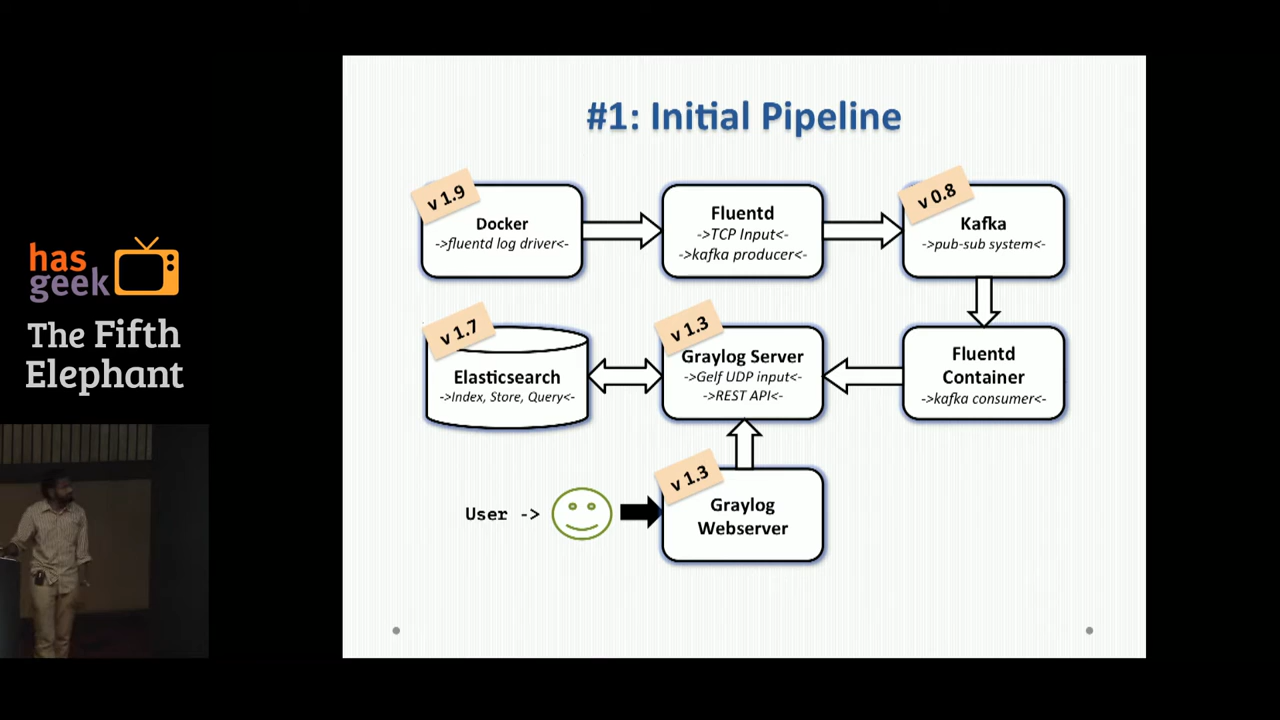 has
geek
The Fifth
Elephant
#1: Initial Pipeline
v 1.9
Docker
->fluentd log driver<-
Fluentd
->TCP Input<-
->kafka producer<-
v 0.8
Kafka
->pub-sub system<-
v 1.7
Elasticsearch
->Index, Store, Query<-
v 1.3
Graylog Server
->Gelf UDP input<-
->REST API<-
Fluentd
Container
->kafka consumer<-
User ->
v 1.3
Graylog
Webserver